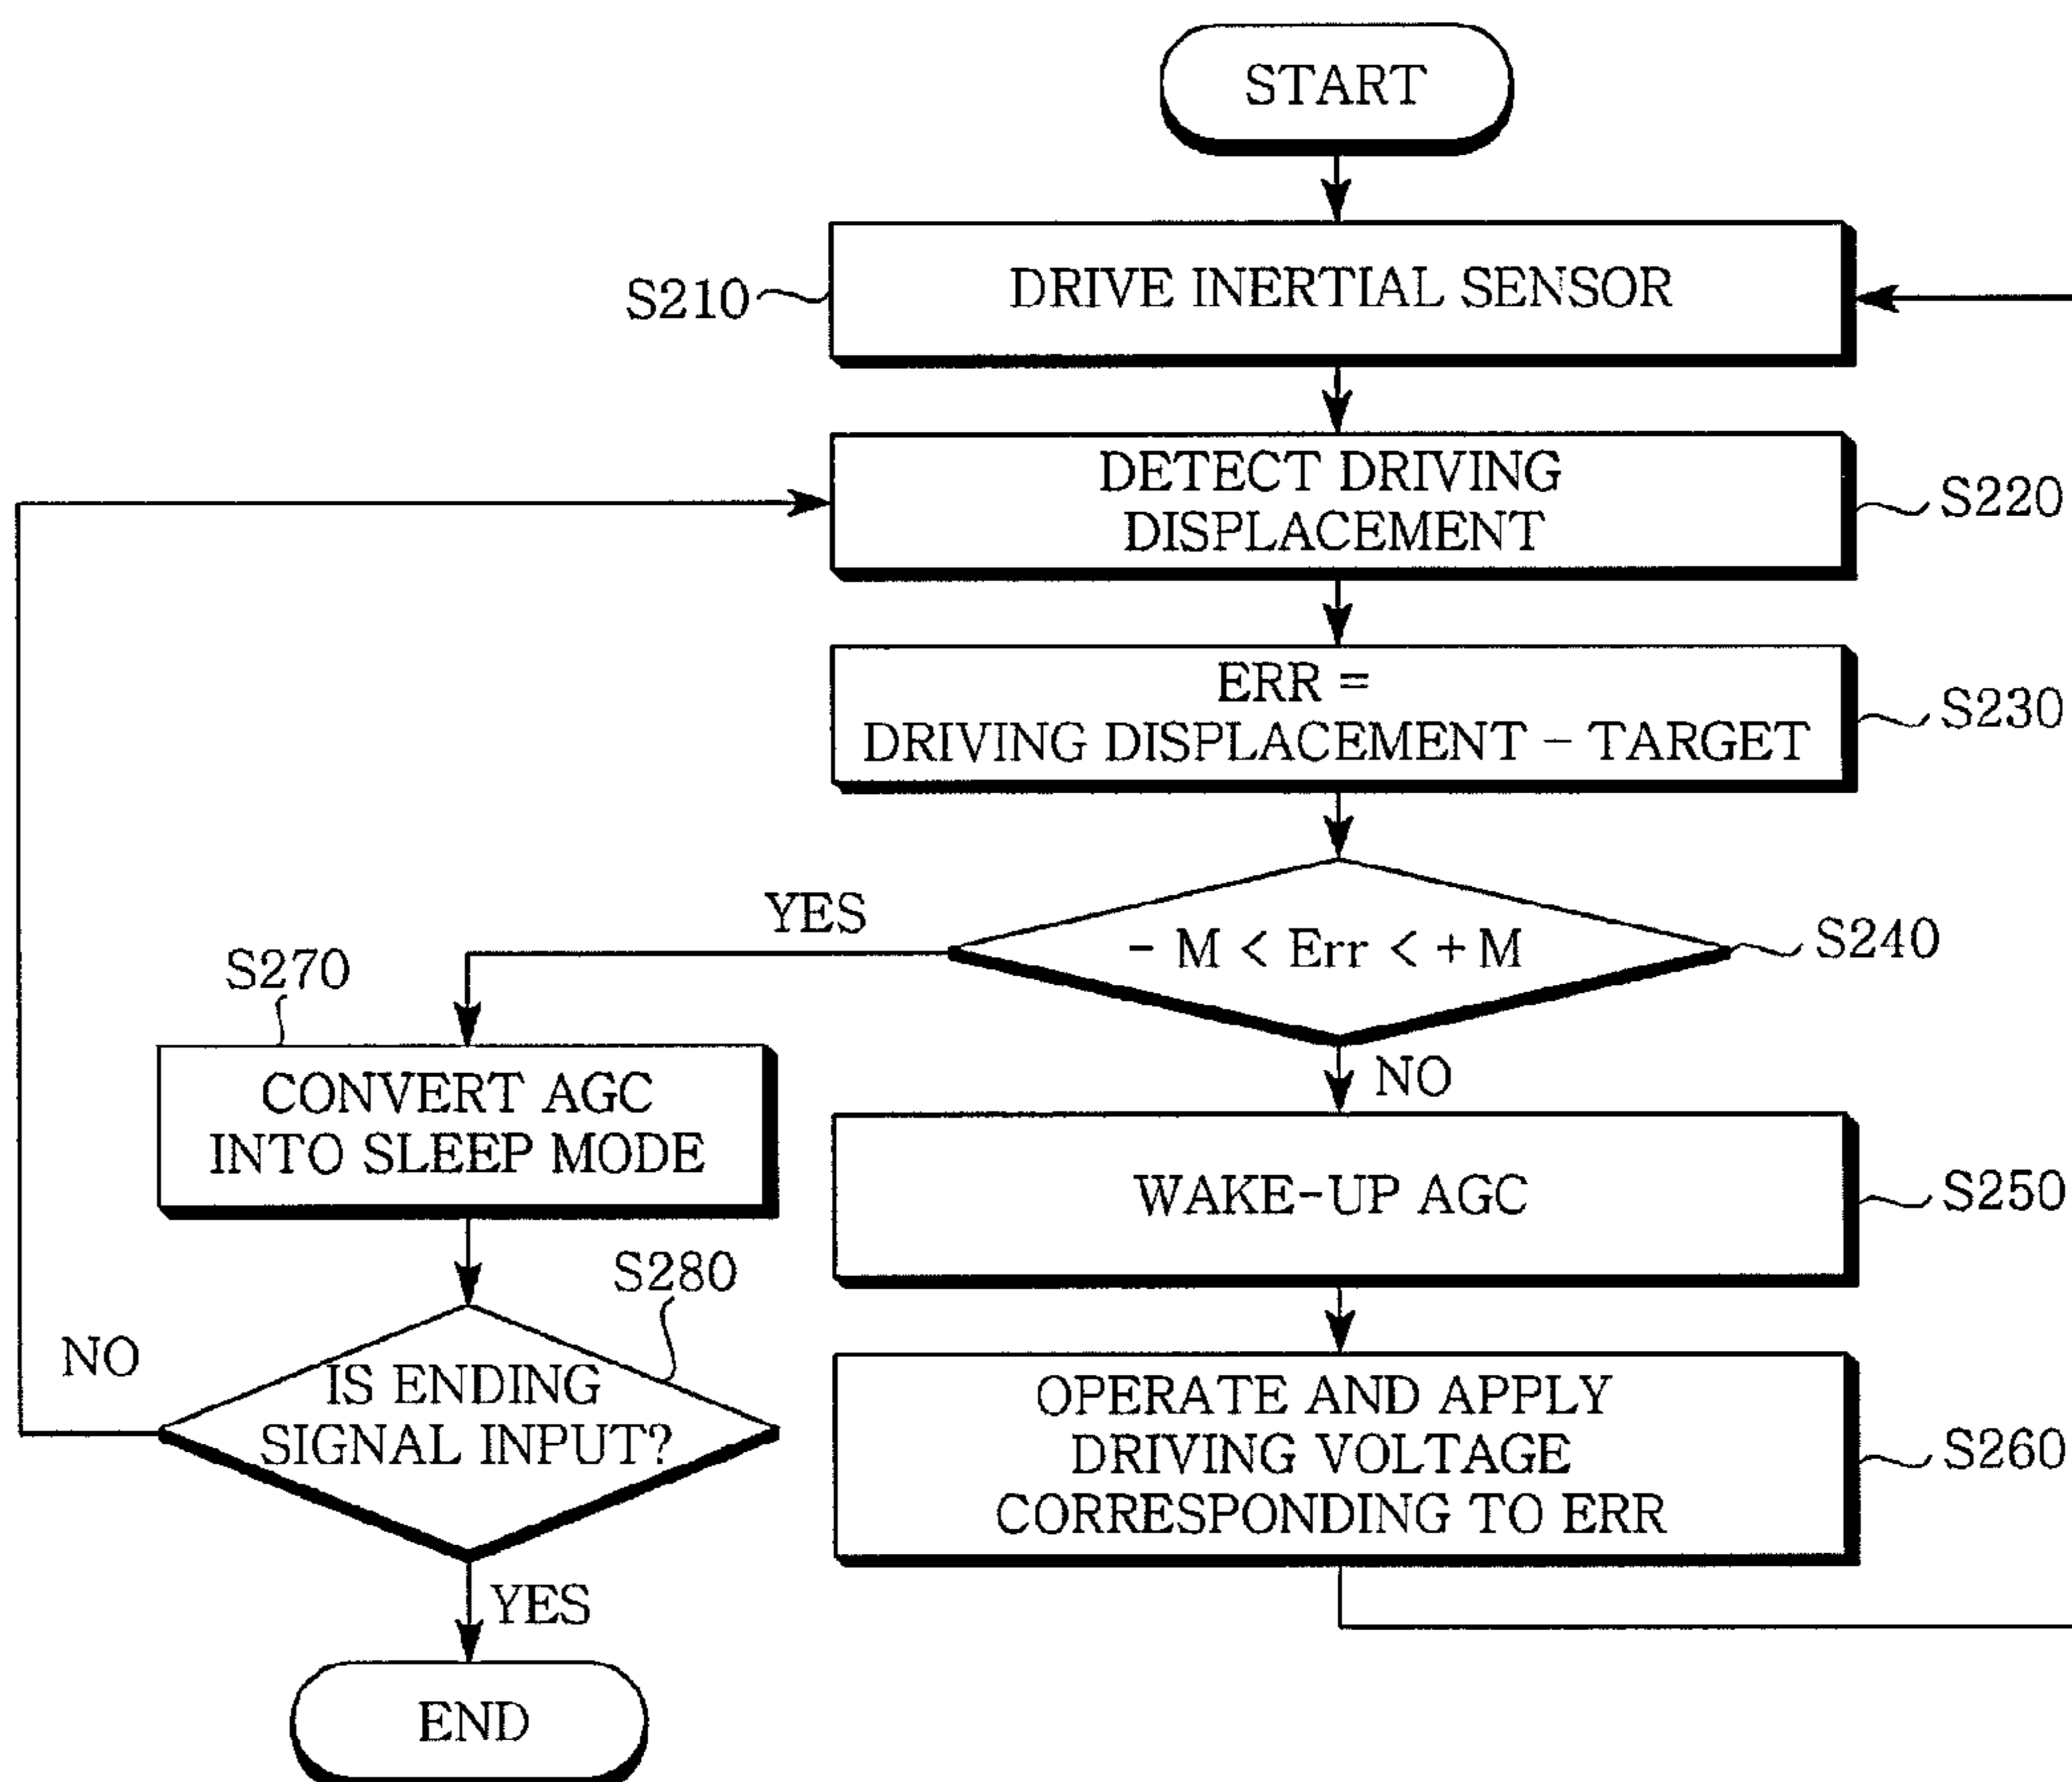 START
S210
DRIVE INERTIAL SENSOR
DETECT DRIVING
DISPLACEMENT
S220
ERR =
DRIVING DISPLACEMENT – TARGET
S230
YES
- M < Err < + M
S240
S270
NO
CONVERT AGC
INTO SLEEP MODE
WAKE-UP AGC
S250
S280
NO
IS ENDING
SIGNAL INPUT?
OPERATE AND APPLY
DRIVING VOLTAGE
CORRESPONDING TO ERR
S260
YES
END